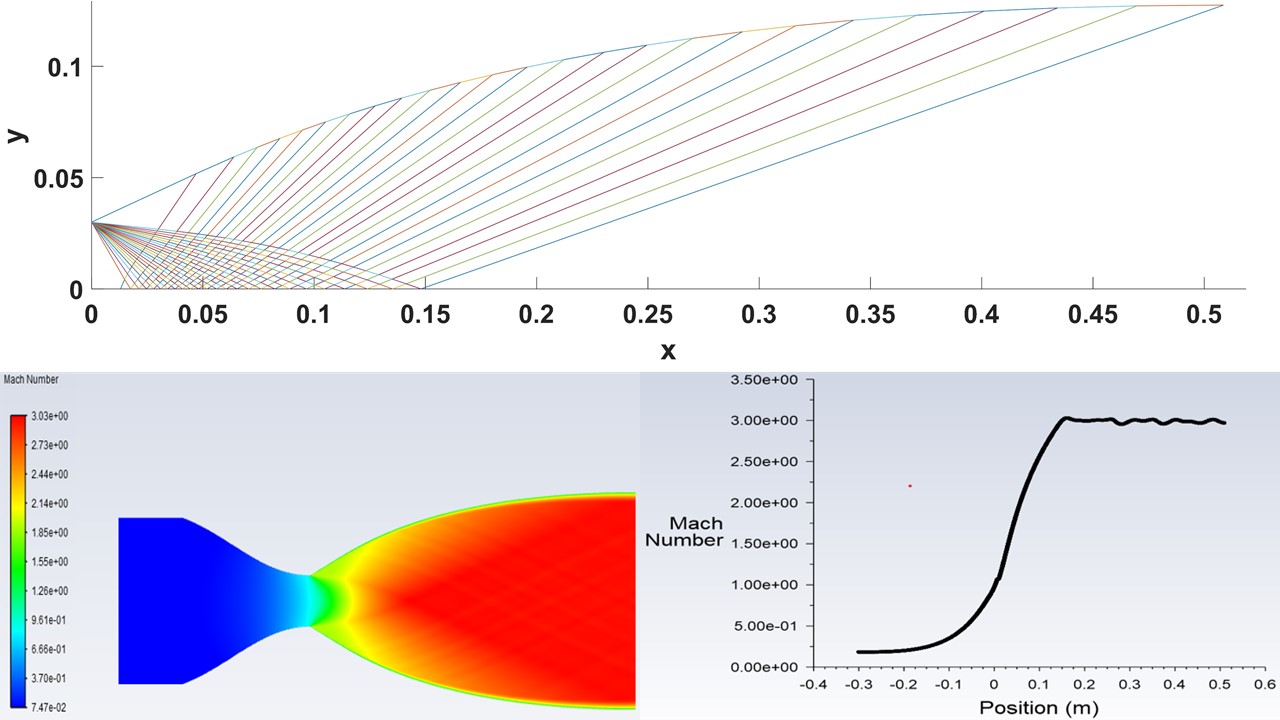 0.1
y
0.05
0
0 0.05 0.1 0.15 0.2 0.25 0.3 0.35 0.4 0.45 0.5
x
Mach Number
3.03e+00
2.73e+00
2.44e+00
2.14e+00
1.85e+00
1.55e+00
1.26e+00
9.61e-01
6.66e-01
3.70e-01
7.47e-02
3.50e+00
3.00e+00
2.50e+00
2.00e+00
Mach
Number
1.50e+00
1.00e+00
5.00e-01
0.00e+00
-0.4 -0.3 -0.2 -0.1 0 0.1 0.2 0.3 0.4 0.5 0.6
Position (m)